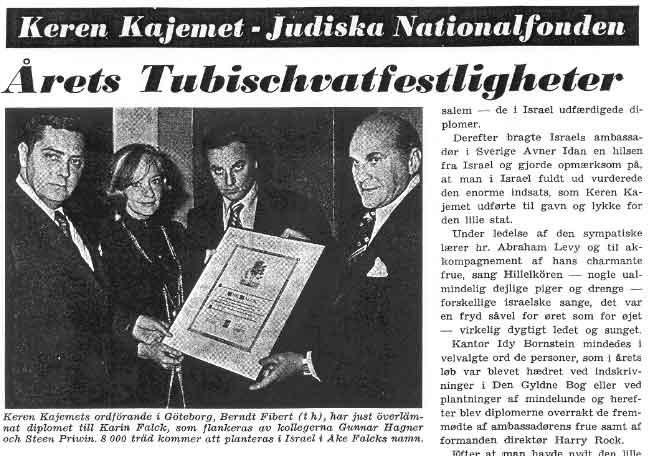 Keren Kajemet - Judiska Nationalfonden
Årets Tubischvatfestligheter
Keren Kajemets ordförande i Göteborg, Berndt Fibert (t h), har just överläm-
nat diplomet till Karin Falck, som flankeras av kollegerna Gunnar Hagner
och Steen Priwin. 8 000 träd kommer att planteras i Israel i Ake Falcks namn.
salem — de i Israel udfærdigede di-
plomer.
Derefter bragte Israels ambassa-
dør i Sverige Avner Idan en hilsen
fra Israel og gjorde opmærksom på,
at man i Israel fuldt ud vurderede
den enorme indsats, som Keren Ka-
jemet udførte til gavn og lykke for
den lille stat.
Under ledelse af den sympatiske
lærer hr. Abraham Levy og til ak-
kompagnement af hans charmante
frue, sang Hillelkören — nogle ual-
mindelig dejlige piger og drenge —
forskellige israelske sange, det var
en fryd såvel for øret som for øjet
— virkelig dygtigt ledet og sunget.
Kantor Idy Bornstein mindedes i
velvalgte ord de personer, som i årets
løb var blevet hædret ved indskriv-
ninger i Den Gyldne Bog eller ved
plantninger af mindelunde og heref-
ter blev diplomerne overrakt de frem-
mødte af ambassadørens frue samt af
formanden direktør Harry Rock.
Efter at man havde nydt den lille